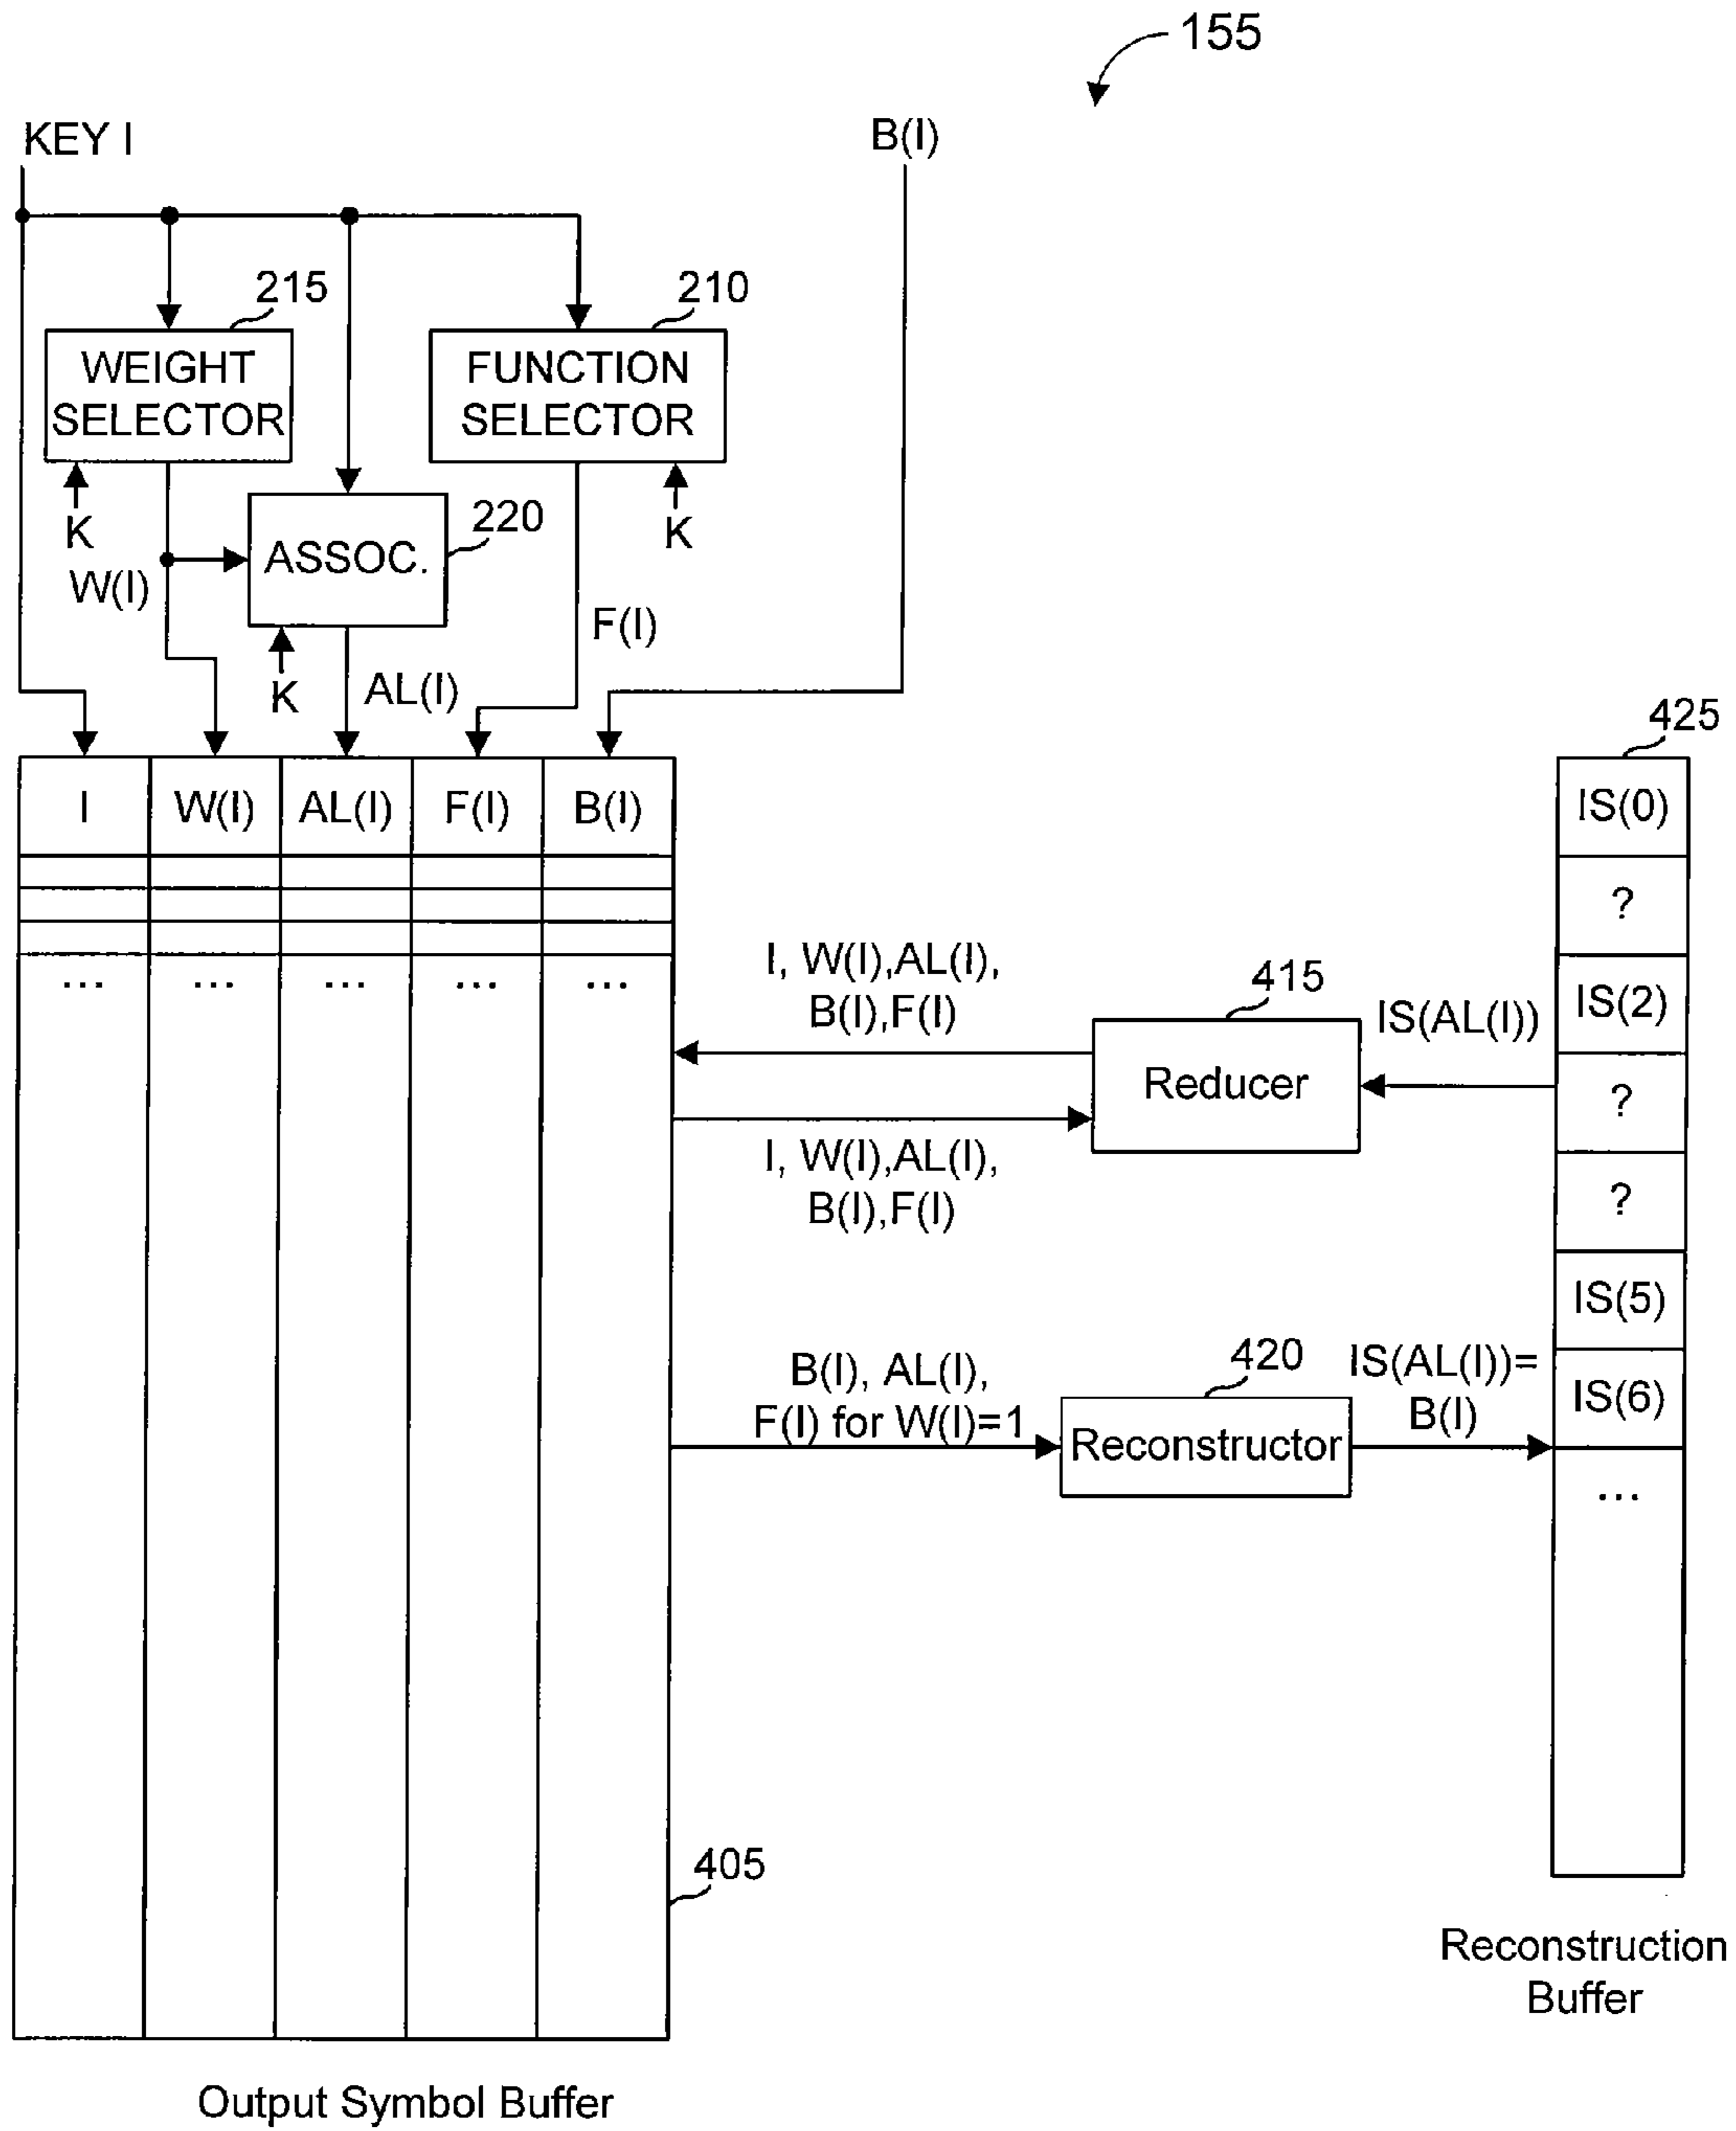 155
KEY I
B(I)
215
210
WEIGHT
SELECTOR
FUNCTION
SELECTOR
K
220
K
ASSOC.
W(I)
F(I)
K
AL(I)
425
I W(I) AL(I) F(I) B(I)
... ... ... ... ...
IS(0)
?
IS(2)
?
?
IS(5)
IS(6)
...
I, W(I),AL(I),
B(I),F(I)
415
IS(AL(I))
Reducer
I, W(I),AL(I),
B(I),F(I)
B(I), AL(I),
F(I) for W(I)=1
420
IS(AL(I))=
B(I)
Reconstructor
405
Reconstruction
Buffer
Output Symbol Buffer